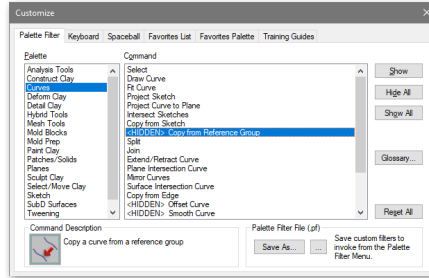 Customize
Palette Filter Keyboard Spaceball Favorites List Favorites Palette Training Guides
Palette
Analysis Tools
Construct Clay
Curves
Deform Clay
Detail Clay
Hybrid Tools
Mesh Tools
Mold Blocks
Mold Prep
Paint Clay
Patches/Solids
Planes
Sculpt Clay
Select/Move Clay
Sketch
SubD Surfaces
Tweening
Command
Select
Draw Curve
Fit Curve
Project Sketch
Project Curve to Plane
Intersect Sketches
Copy from Sketch
<HIDDEN> Copy from Reference Group
Split
Join
Extend/Retract Curve
Plane Intersection Curve
Mirror Curves
Surface Intersection Curve
Copy from Edge
<HIDDEN> Offset Curve
<HIDDEN> Smooth Curve
Show
Hide All
Show All
Glossary...
Reset All
Command Description
Copy a curve from a reference group
Palette Filter File (.pf)
Save As... ...
Save custom filters to
invoke from the Palette
Filter Menu.